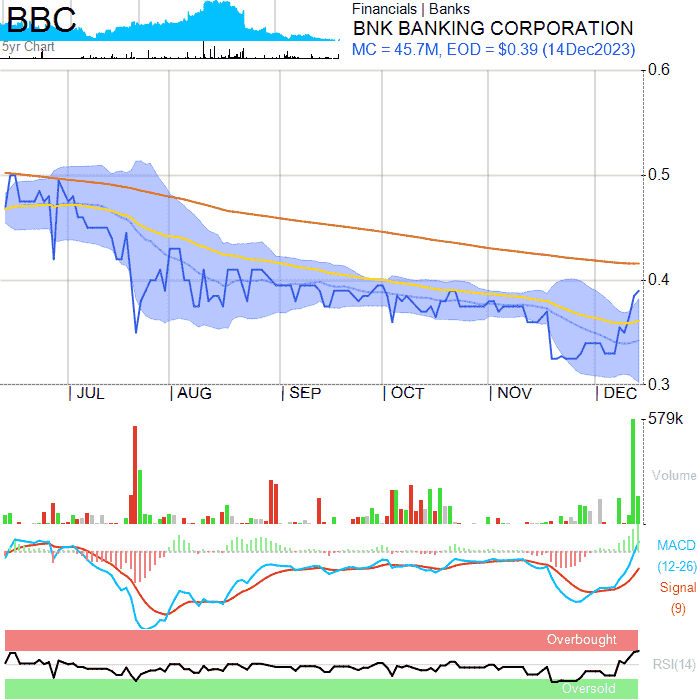 BBC
5yr Chart
Financials | Banks
BNK BANKING CORPORATION
MC = 45.7M, EOD = $0.39 (14Dec2023)
0.6
0.5
0.4
0.3
JUL
AUG
SEP
OCT
NOV
DEC
579k
Volume
MACD
(12-26)
Signal
(9)
Overbought
RSI(14)
Oversold